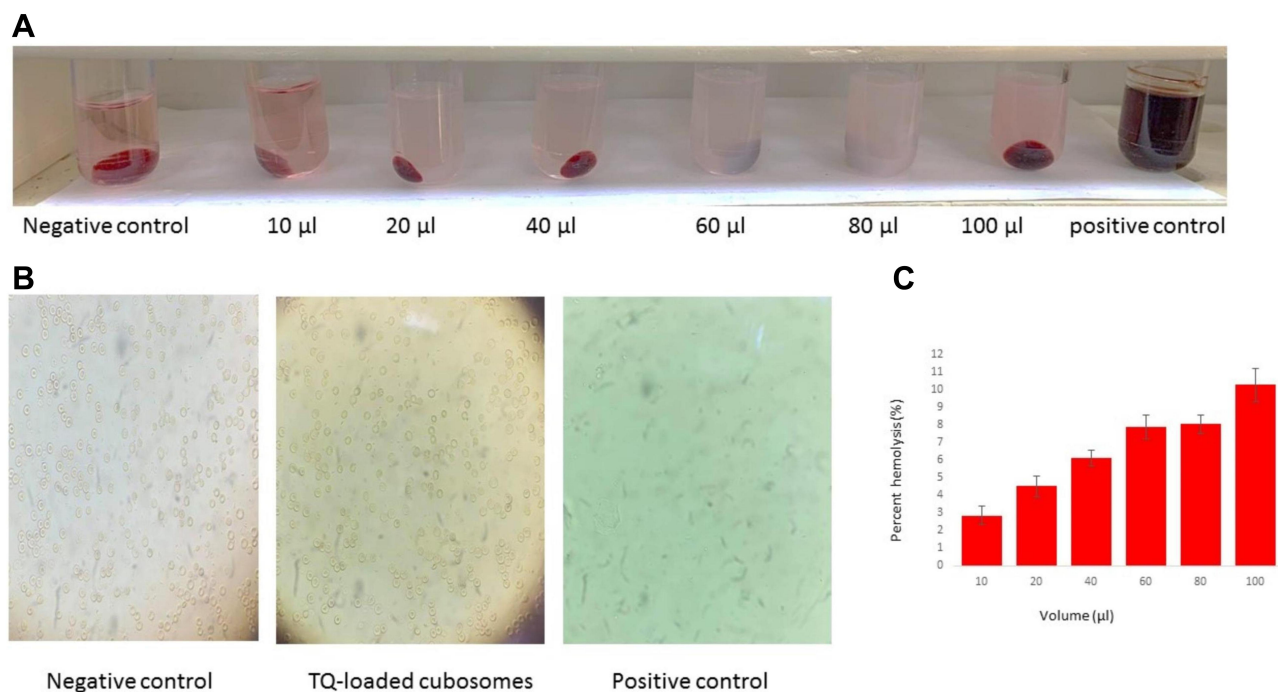 A
Negative control 10 µl 20 µl 40 µl 60 µl 80 µl 100 µl positive control
B
C
12
11
10
9
8
7
6
5
4
3
2
1
0
Percent hemolysis (%)
10 20 40 60 80 100
Volume (µl)
Negative control TQ-loaded cubosomes Positive control